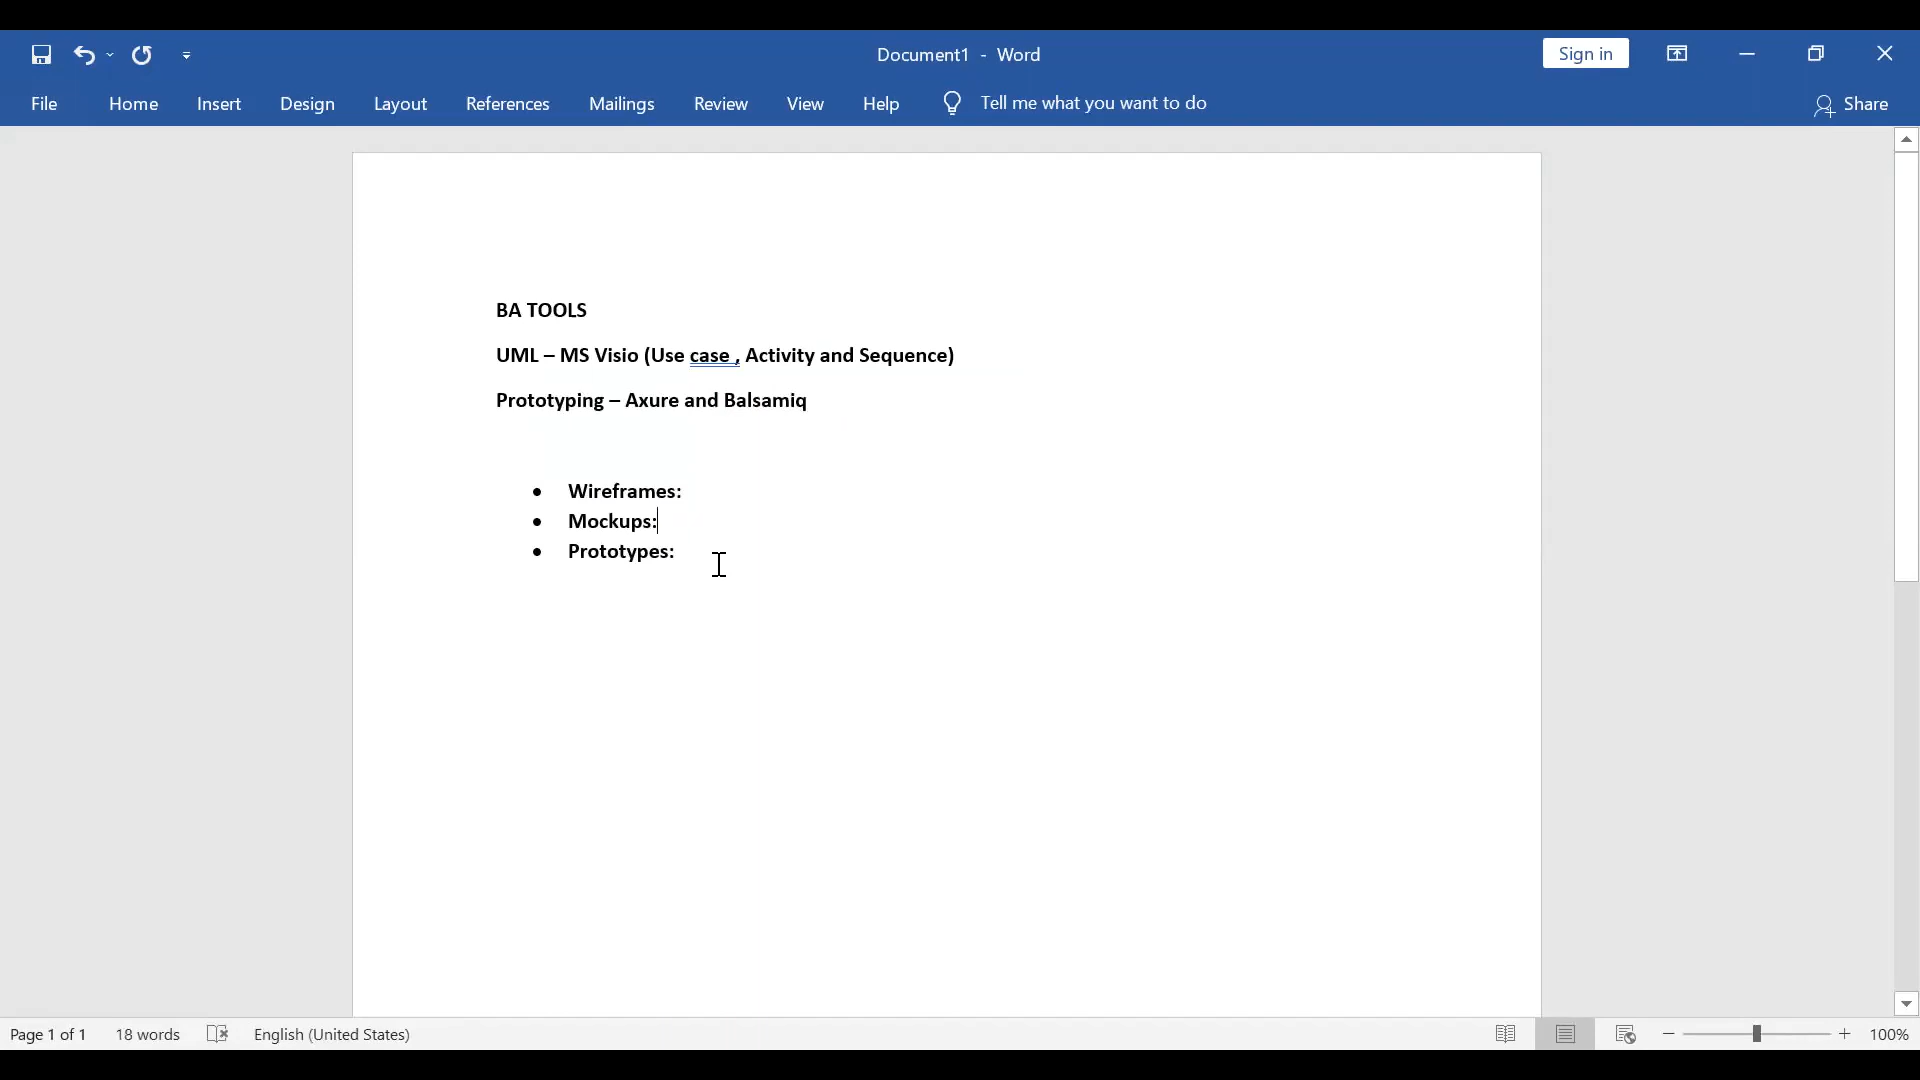 Document1 - Word
Sign in
File Home Insert Design Layout References Mailings Review View Help Tell me what you want to do Share
BA TOOLS
UML – MS Visio (Use case , Activity and Sequence)
Prototyping – Axure and Balsamiq
• Wireframes:
• Mockups:
• Prototypes:
Page 1 of 1 18 words English (United States) 100%